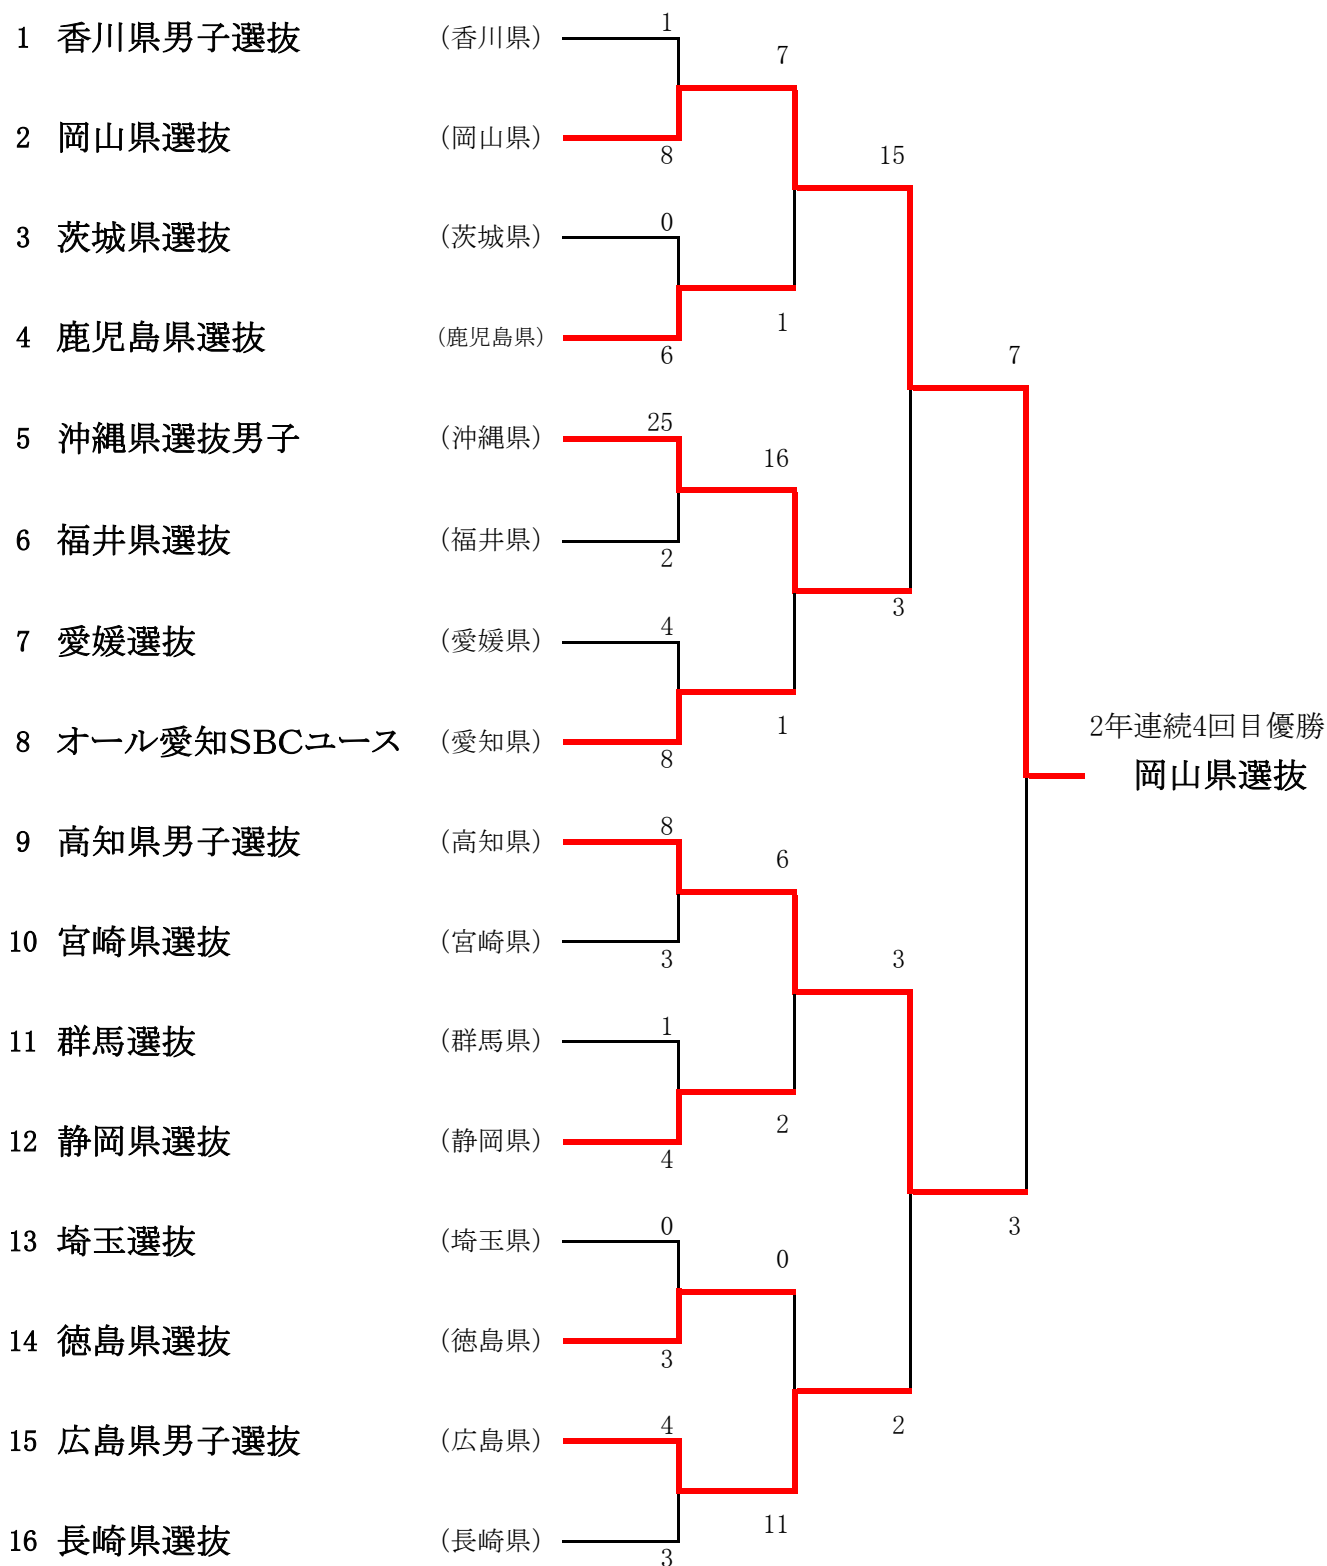 1 香川県男子選抜 (香川県) 1
7
2 岡山県選抜 (岡山県) 8
15
3 茨城県選抜 (茨城県) 0
1
4 鹿児島県選抜 (鹿児島県) 6
7
5 沖縄県選抜男子 (沖縄県) 25
16
6 福井県選抜 (福井県) 2
3
7 愛媛選抜 (愛媛県) 4
1
8 オール愛知SBCユース (愛知県) 8
2年連続4回目優勝
岡山県選抜
9 高知県男子選抜 (高知県) 8
6
10 宮崎県選抜 (宮崎県) 3
3
11 群馬選抜 (群馬県) 1
2
12 静岡県選抜 (静岡県) 4
13 埼玉選抜 (埼玉県) 0
3
0
14 徳島県選抜 (徳島県) 3
15 広島県男子選抜 (広島県) 4
2
11
16 長崎県選抜 (長崎県) 3